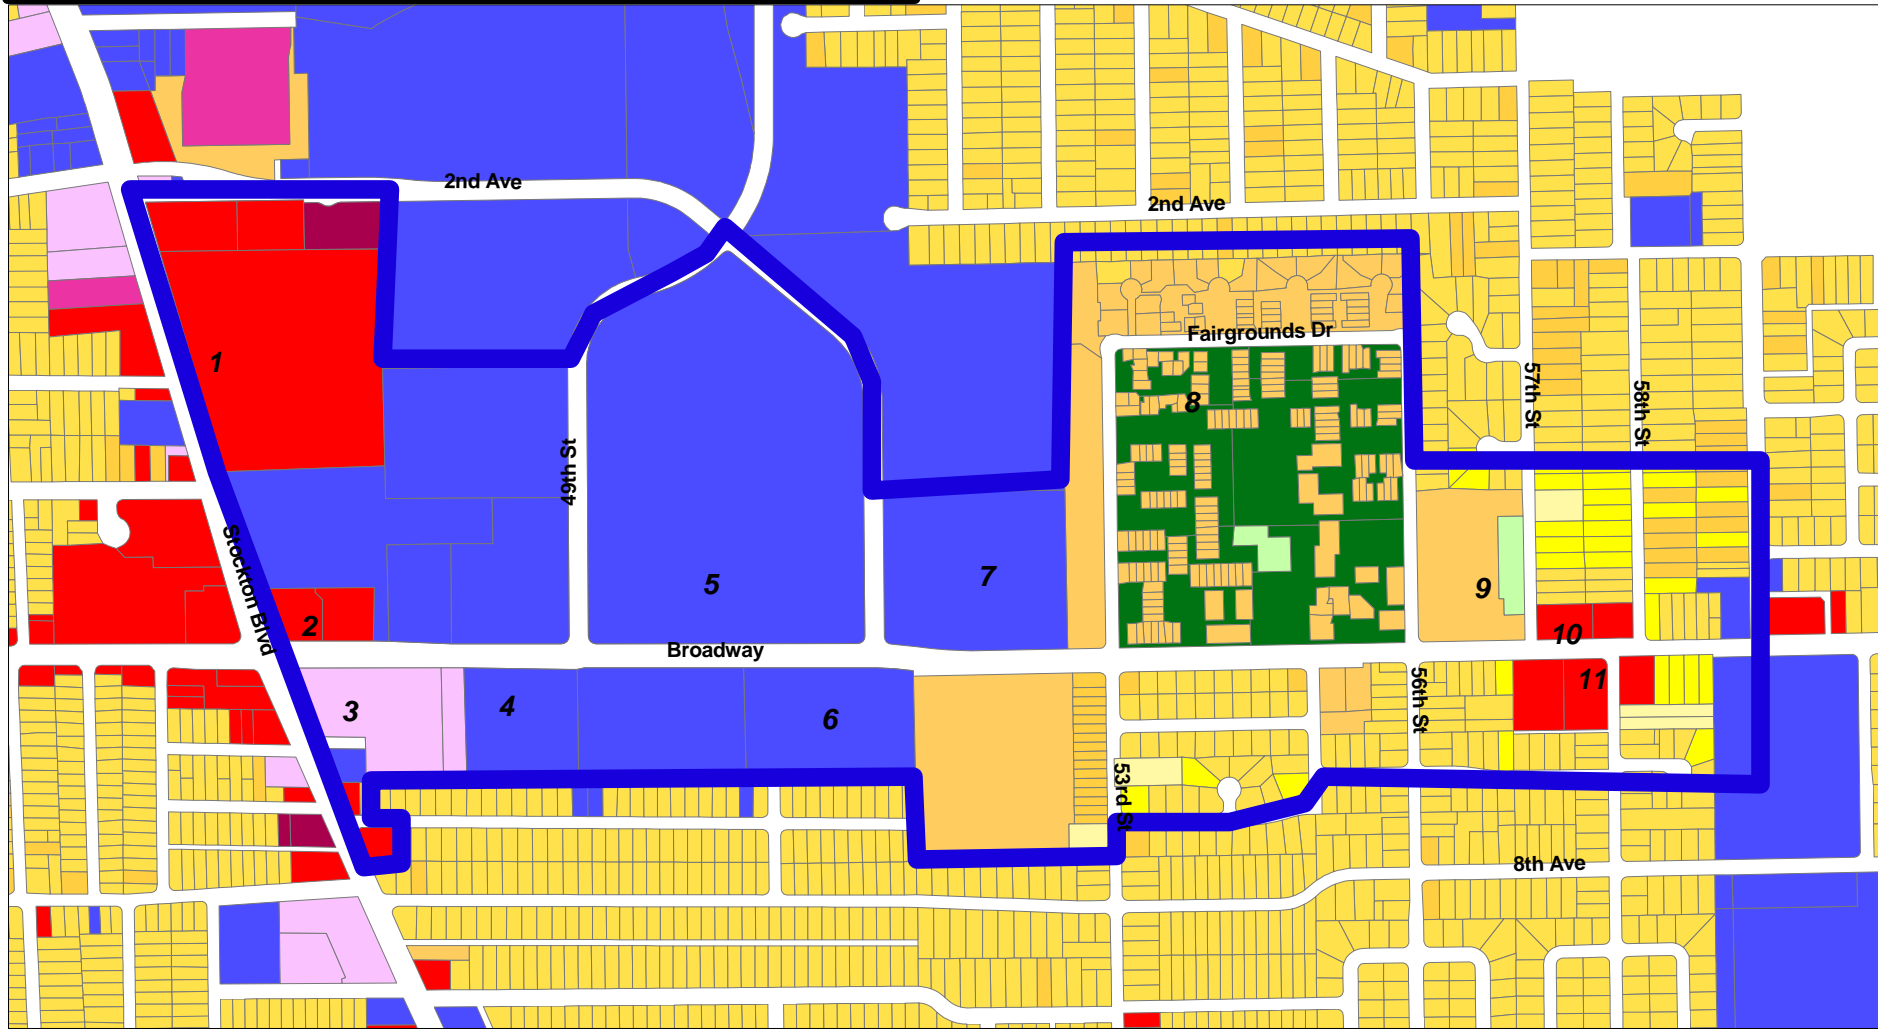 2nd Ave
2nd Ave
Fairgrounds Dr
1
8
57th St
58th St
49th St
Stockton Blvd
5
7
9
2
10
Broadway
3
4
6
56th St
11
53rd St
8th Ave